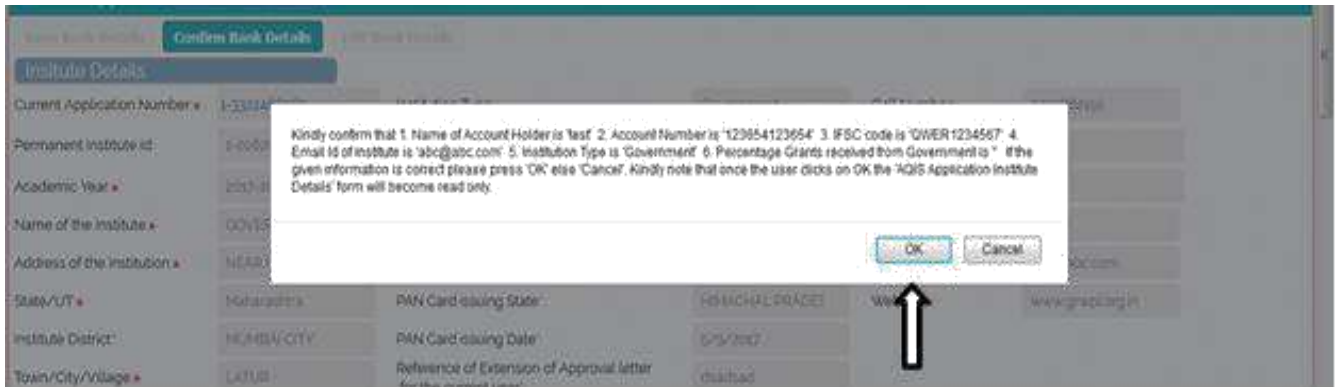 Confirm Bank Details
Insitute Details
Current Application Number *
Kindly confirm that 1. Name of Account Holder is 'test' 2. Account Number is '123654123654' 3. IFSC code is 'QWER1234567' 4.
Email Id of institute is 'abc@abc.com' 5. Institution Type is 'Government' 6. Percentage Grants received from Government is '' If the
given information is correct please press 'OK' else 'Cancel'. Kindly note that once the user clicks on OK the 'AQIS Application Institute
Details' form will become read only.
OK Cancel
Permanent institute id
Academic Year *
Name of the institute *
Address of the institution *
State/UT * Maharashtra PAN Card issuing State* HIMACHAL PRADES
Institute District* MUMBAI CITY PAN Card issuing Date* 5/5/2017
Town/City/Village * LATUR Reference of Extension of Approval letter
for the current year*